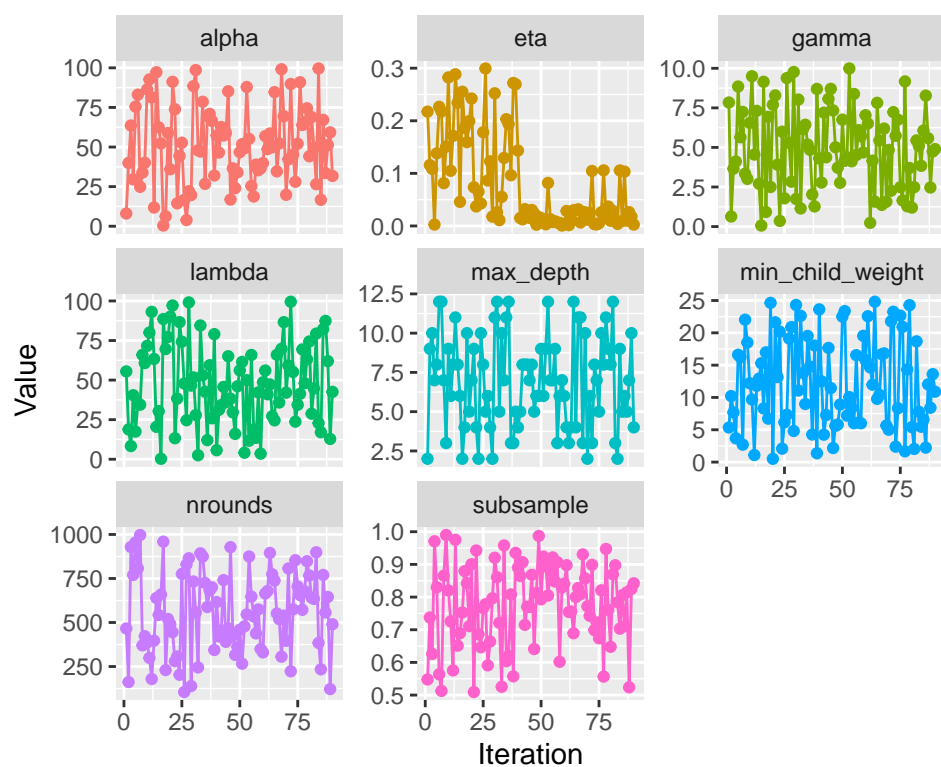 alpha eta gamma
100 0.3 10.0
75 7.5
0.2
50 5.0
0.1
25 2.5
0 0.0 0.0
lambda max_depth min_child_weight
100 12.5 25
75 10.0 20
50 7.5 15
10
25 5.0
5
0 2.5 0
nrounds subsample 0 25 50 75
1000 1.0
0.9
750
0.8
500 0.7
250 0.6
0.5
0 25 50 75 0 25 50 75
Iteration
Value